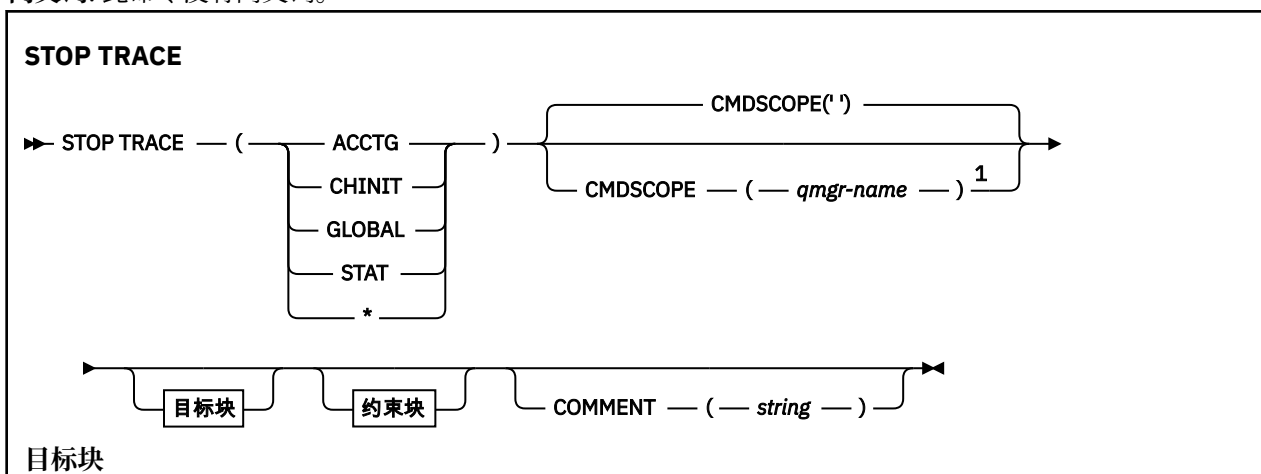 STOP TRACE
CMDSCOPE(' ')
STOP TRACE ( ACCTG )
CHINIT
CMDSCOPE ( qmgr-name ) 1
GLOBAL
STAT
*
目标块 约束块 COMMENT ( string )
目标块